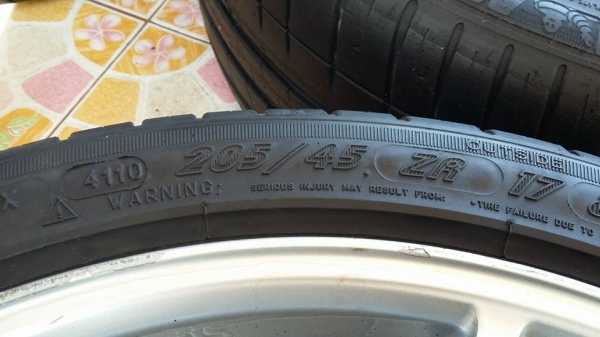 OUTSIDE
4110 205/45 ZR 17
X
WARNING: SERIOUS INJURY MAY RESULT FROM: • TIRE FAILURE DUE TO